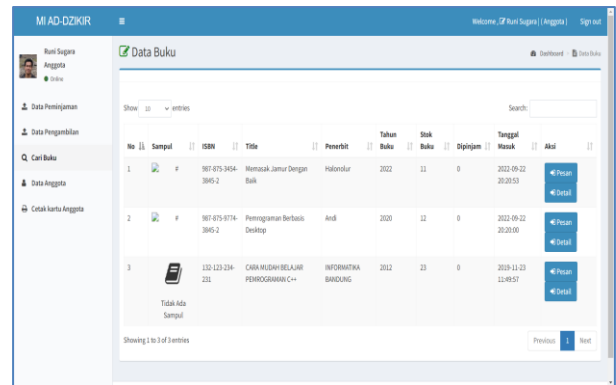 MI AD-DZIKIR
Welcome, Runi Sugara | ( Anggota ) Sign out
Runi Sugara
Anggota
Online
Data Buku
Dashboard > Data Buku
Data Peminjaman
Data Pengambilan
Cari Buku
Data Anggota
Cetak kartu Anggota
Show 10 entries
Search:
No Sampul ISBN Title Penerbit Tahun Buku Stok Buku Dipinjam Tanggal Masuk Aksi
1 # 987-875-3454-3845-2 Memasak Jamur Dengan Baik Halonolur 2022 11 0 2022-09-22 20:20:53 Pesan Detail
2 # 987-875-9774-3845-2 Pemrograman Berbasis Desktop Andi 2020 12 0 2022-09-22 20:20:00 Pesan Detail
3 Tidak Ada Sampul 132-123-234-231 CARA MUDAH BELAJAR PEMROGRAMAN C++ INFORMATIKA BANDUNG 2012 23 0 2019-11-23 11:49:57 Pesan Detail
Showing 1 to 3 of 3 entries
Previous 1 Next